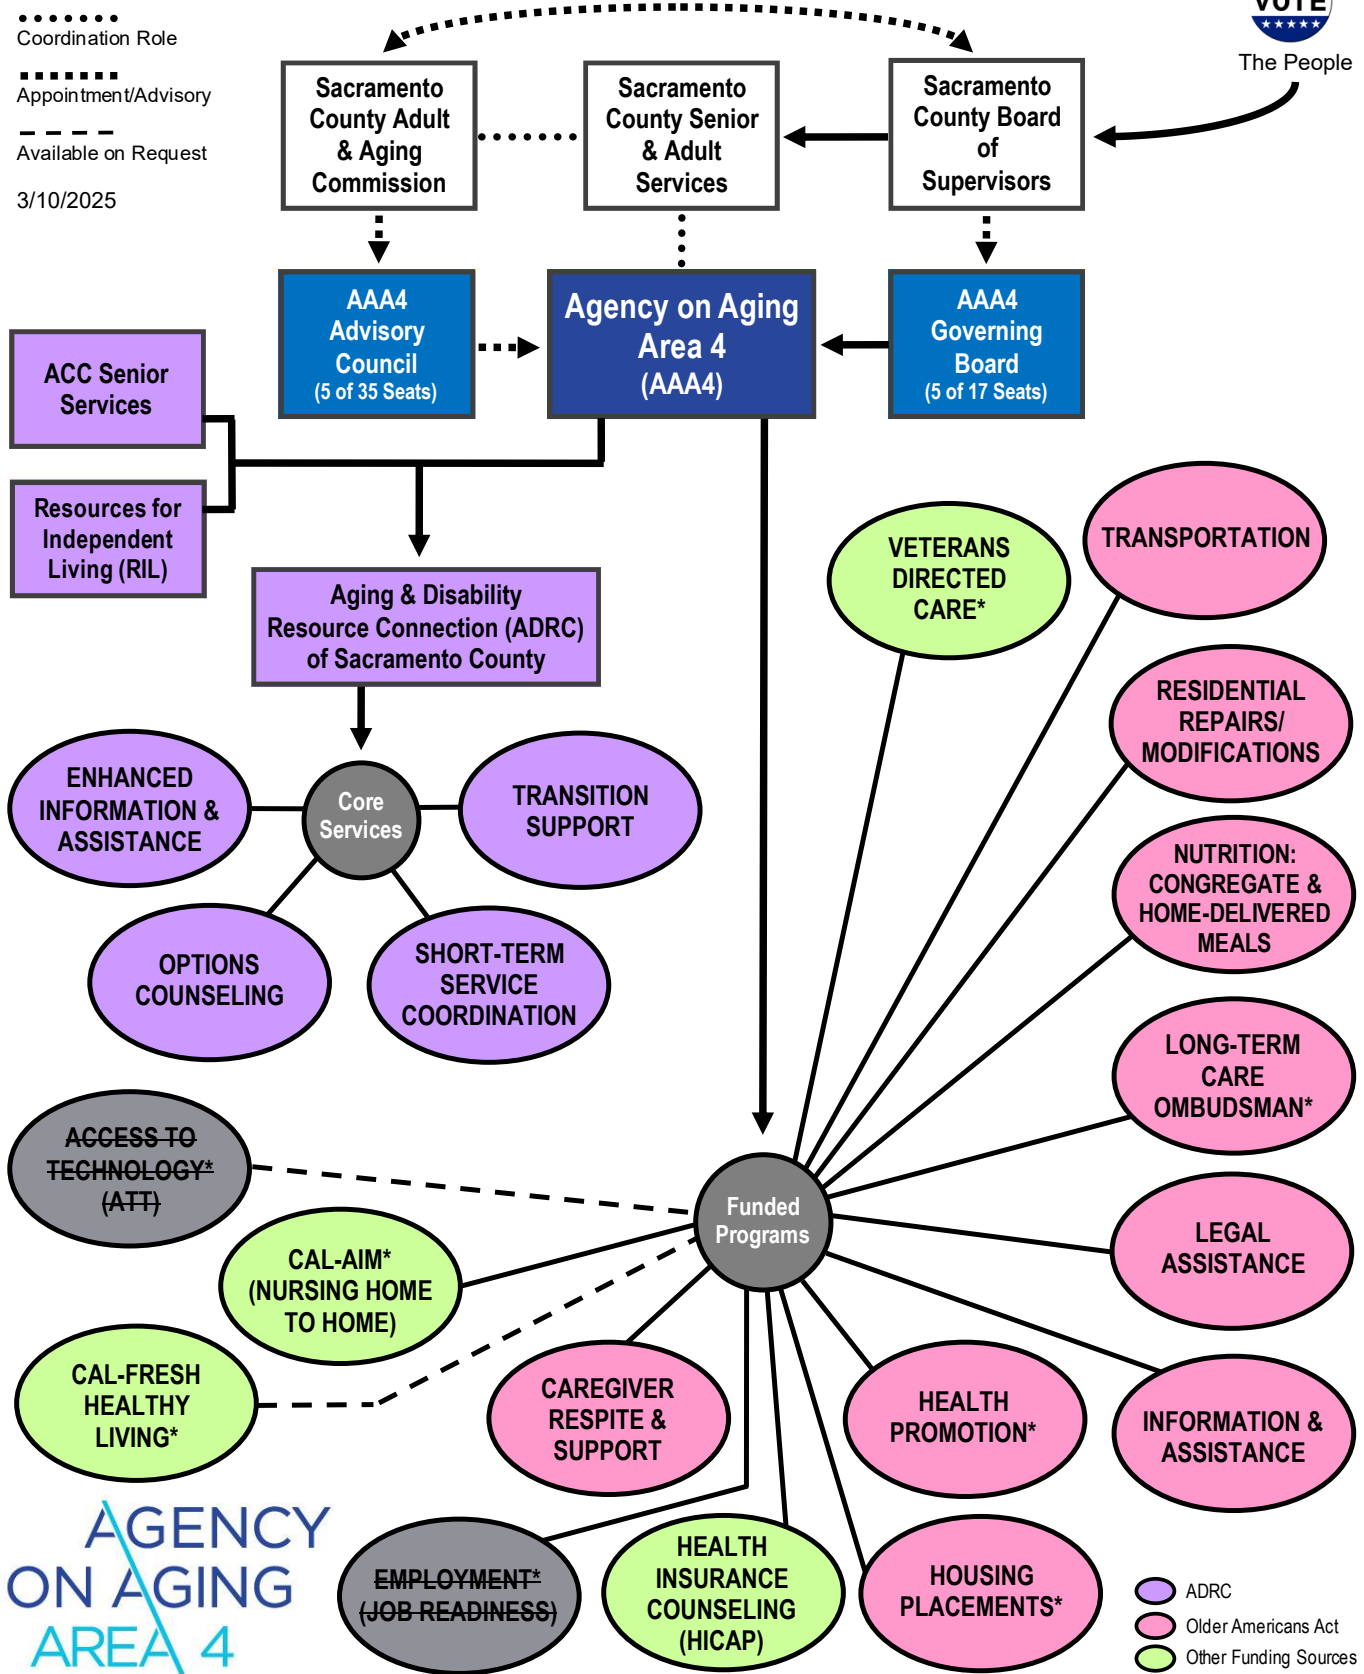 Coordination Role
Appointment/Advisory
Available on Request
3/10/2025
VOTE
The People
Sacramento
County Adult
& Aging
Commission
Sacramento
County Senior
& Adult
Services
Sacramento
County Board
of
Supervisors
AAA4
Advisory
Council
(5 of 35 Seats)
Agency on Aging
Area 4
(AAA4)
AAA4
Governing
Board
(5 of 17 Seats)
ACC Senior
Services
Resources for
Independent
Living (RIL)
Aging & Disability
Resource Connection (ADRC)
of Sacramento County
Core
Services
ENHANCED
INFORMATION &
ASSISTANCE
TRANSITION
SUPPORT
OPTIONS
COUNSELING
SHORT-TERM
SERVICE
COORDINATION
VETERANS
DIRECTED
CARE*
TRANSPORTATION
RESIDENTIAL
REPAIRS/
MODIFICATIONS
NUTRITION:
CONGREGATE &
HOME-DELIVERED
MEALS
LONG-TERM
CARE
OMBUDSMAN*
LEGAL
ASSISTANCE
INFORMATION &
ASSISTANCE
Funded
Programs
ACCESS TO
TECHNOLOGY*
(ATT)
CAL-AIM*
(NURSING HOME
TO HOME)
CAL-FRESH
HEALTHY
LIVING*
CAREGIVER
RESPITE &
SUPPORT
HEALTH
PROMOTION*
EMPLOYMENT*
(JOB READINESS)
HEALTH
INSURANCE
COUNSELING
(HICAP)
HOUSING
PLACEMENTS*
AGENCY
ON AGING
AREA 4
ADRC
Older Americans Act
Other Funding Sources